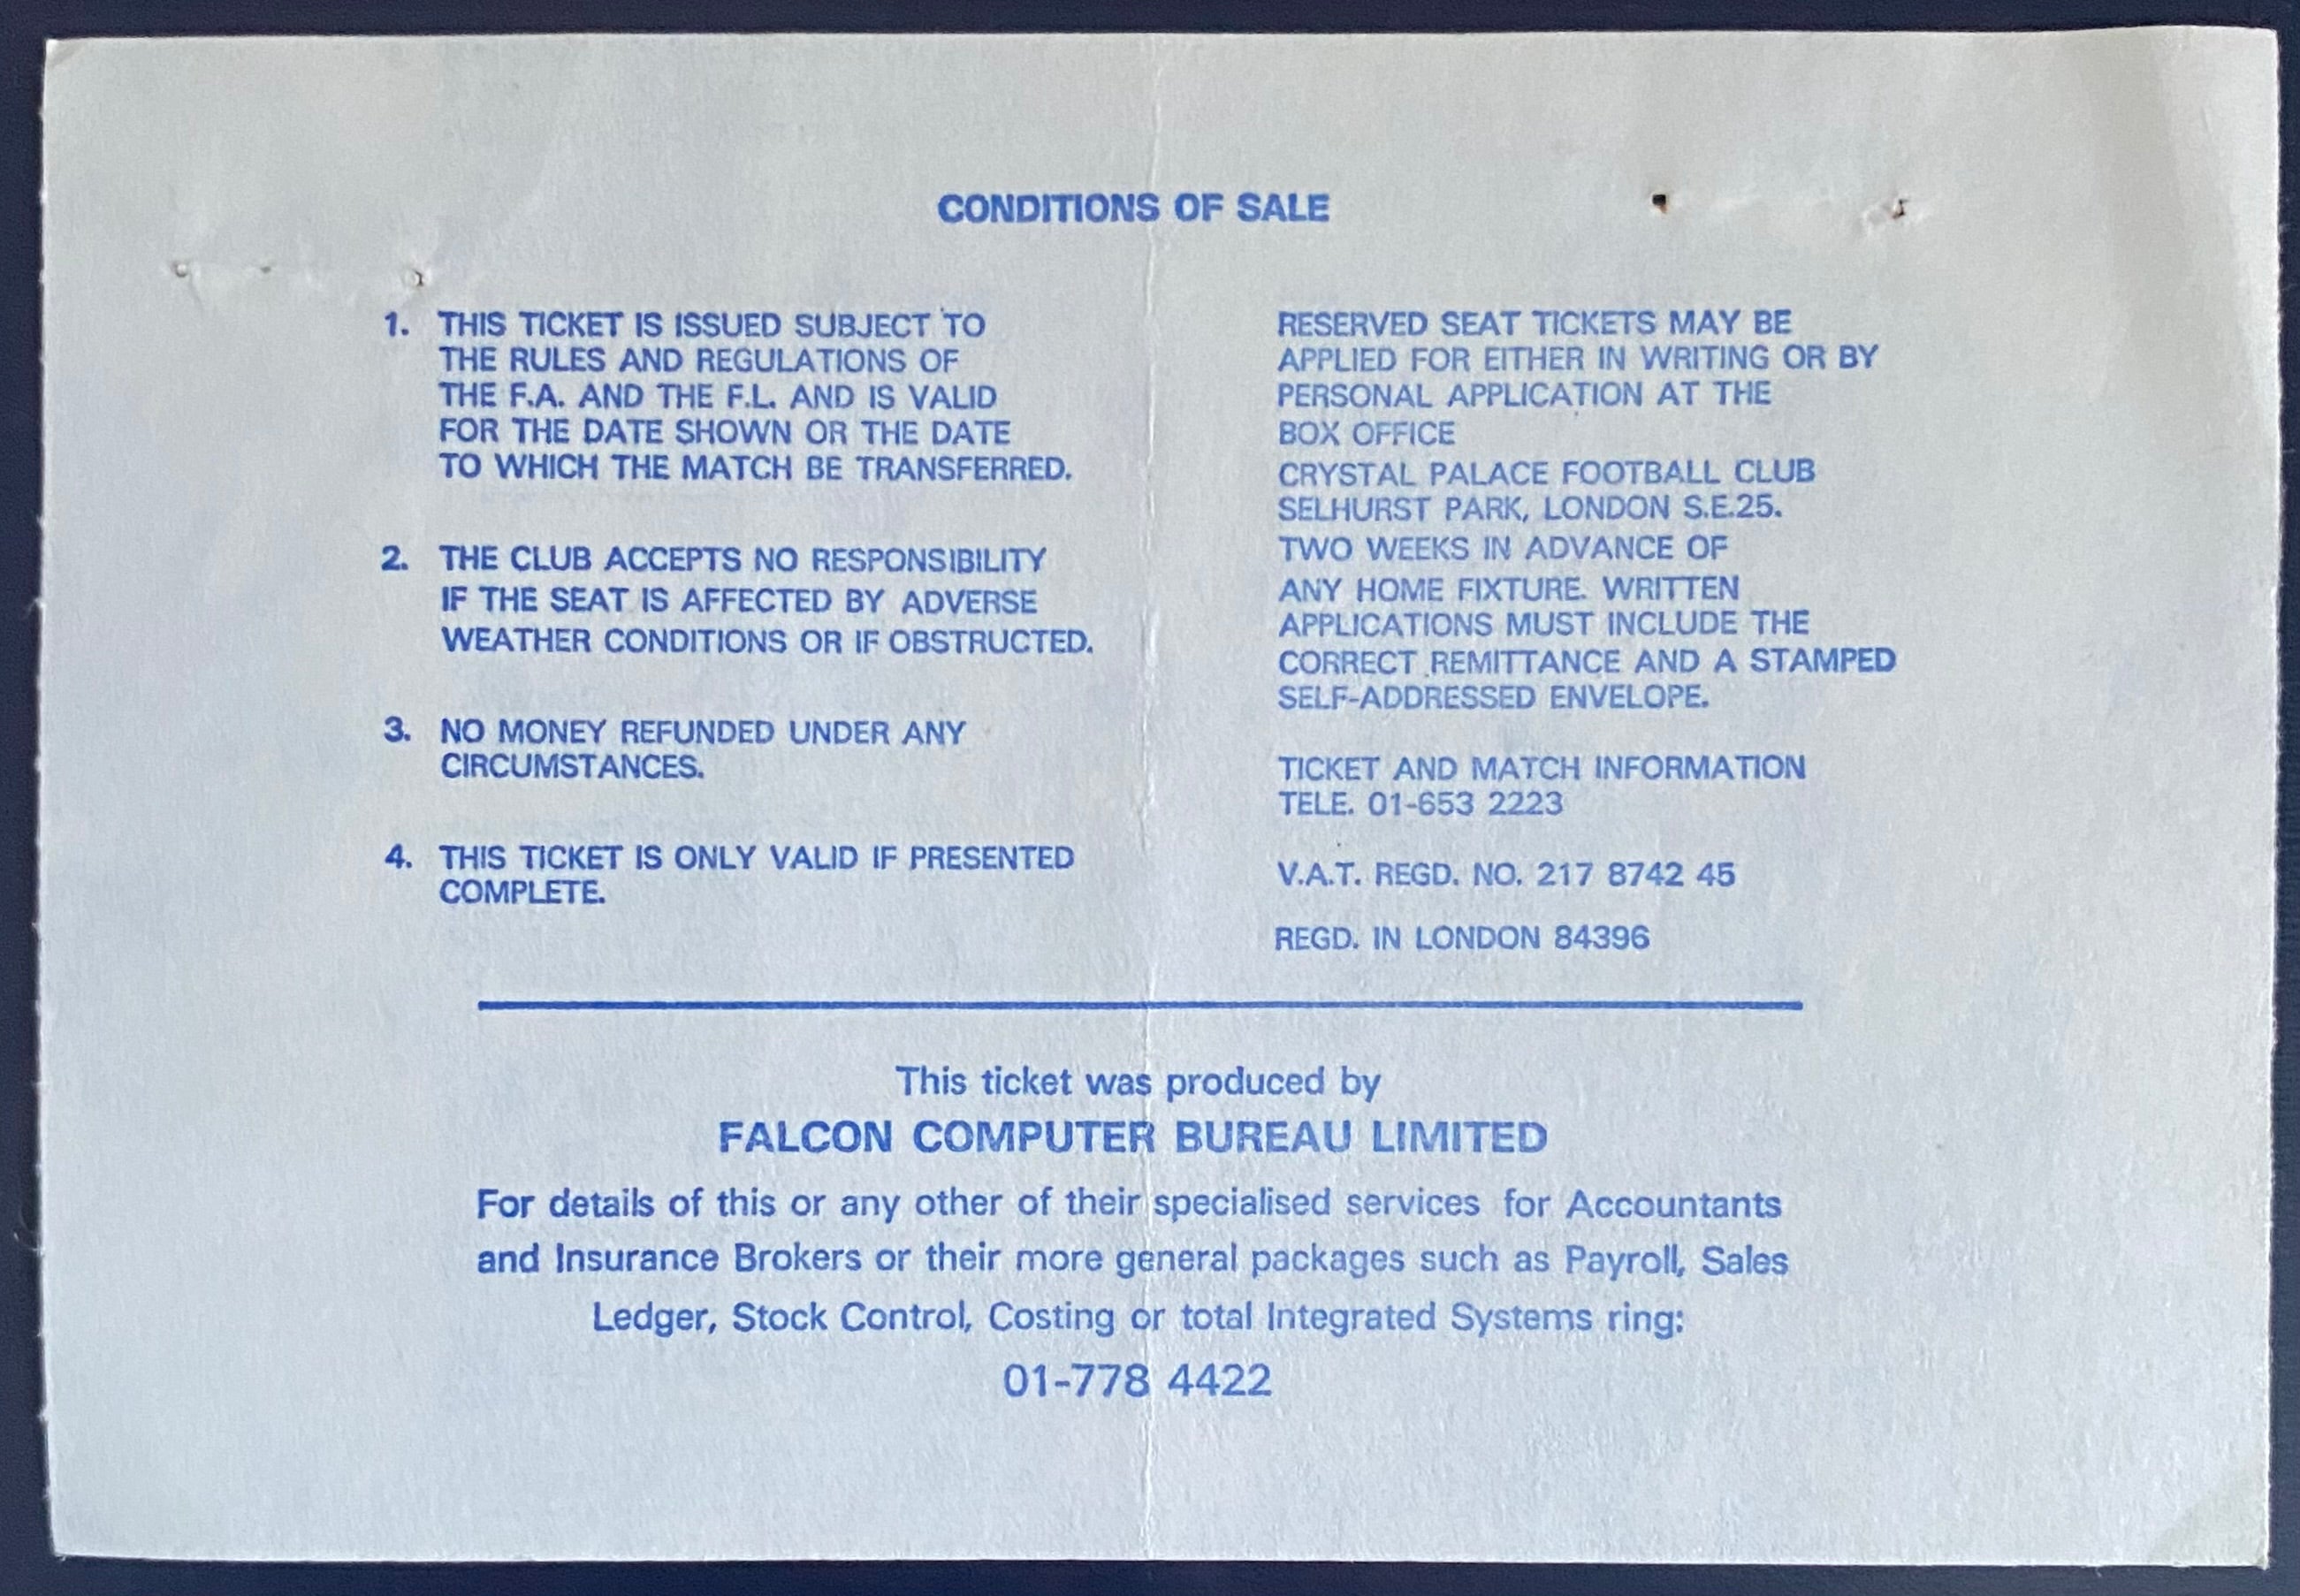 CONDITIONS OF SALE
1. THIS TICKET IS ISSUED SUBJECT TO
THE RULES AND REGULATIONS OF
THE F.A. AND THE F.L. AND IS VALID
FOR THE DATE SHOWN OR THE DATE
TO WHICH THE MATCH BE TRANSFERRED.
2. THE CLUB ACCEPTS NO RESPONSIBILITY
IF THE SEAT IS AFFECTED BY ADVERSE
WEATHER CONDITIONS OR IF OBSTRUCTED.
3. NO MONEY REFUNDED UNDER ANY
CIRCUMSTANCES.
4. THIS TICKET IS ONLY VALID IF PRESENTED
COMPLETE.
RESERVED SEAT TICKETS MAY BE
APPLIED FOR EITHER IN WRITING OR BY
PERSONAL APPLICATION AT THE
BOX OFFICE
CRYSTAL PALACE FOOTBALL CLUB
SELHURST PARK, LONDON S.E.25.
TWO WEEKS IN ADVANCE OF
ANY HOME FIXTURE. WRITTEN
APPLICATIONS MUST INCLUDE THE
CORRECT REMITTANCE AND A STAMPED
SELF-ADDRESSED ENVELOPE.
TICKET AND MATCH INFORMATION
TELE. 01-653 2223
V.A.T. REGD. NO. 217 8742 45
REGD. IN LONDON 84396
This ticket was produced by
FALCON COMPUTER BUREAU LIMITED
For details of this or any other of their specialised services for Accountants
and Insurance Brokers or their more general packages such as Payroll, Sales
Ledger, Stock Control, Costing or total Integrated Systems ring:
01-778 4422